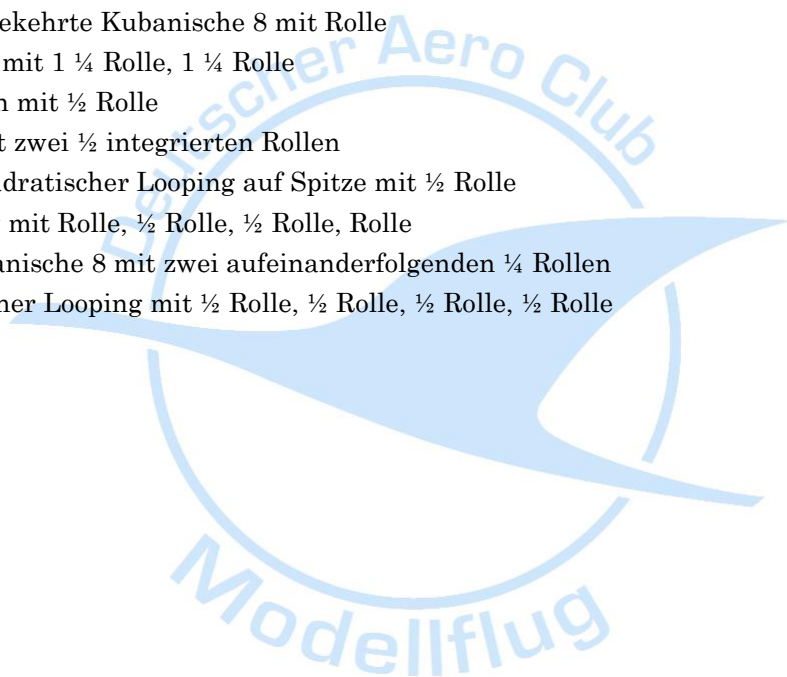 ekehrte Kubanische 8 mit Rolle
mit 1 ¼ Rolle, 1 ¼ Rolle
mit ½ Rolle
zwei ½ integrierten Rollen
dratischer Looping auf Spitze mit ½ Rolle
mit Rolle, ½ Rolle, ½ Rolle, Rolle
anische 8 mit zwei aufeinanderfolgenden ¼ Rollen
her Looping mit ½ Rolle, ½ Rolle, ½ Rolle, ½ Rolle
Deutscher Aero Club
Modellflug